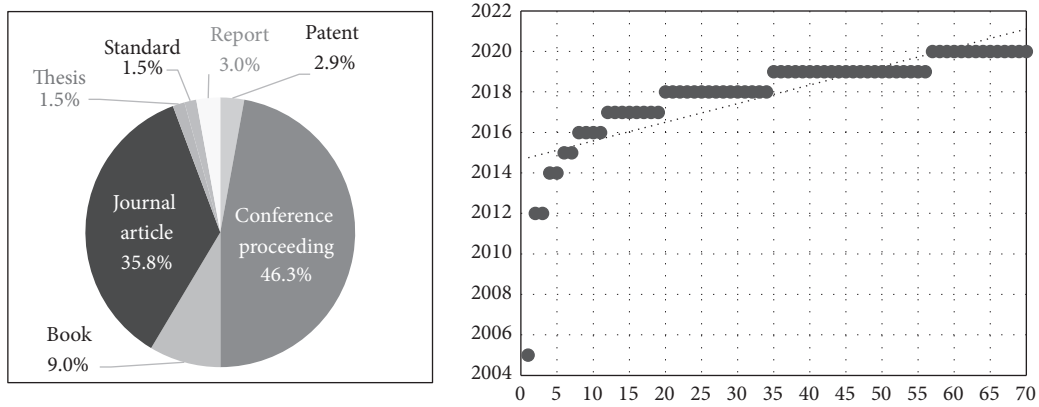 Report
3.0%
Patent
2.9%
Standard
1.5%
Thesis
1.5%
Journal
article
35.8%
Conference
proceeding
46.3%
Book
9.0%
2022
2020
2018
2016
2014
2012
2010
2008
2006
2004
0 5 10 15 20 25 30 35 40 45 50 55 60 65 70